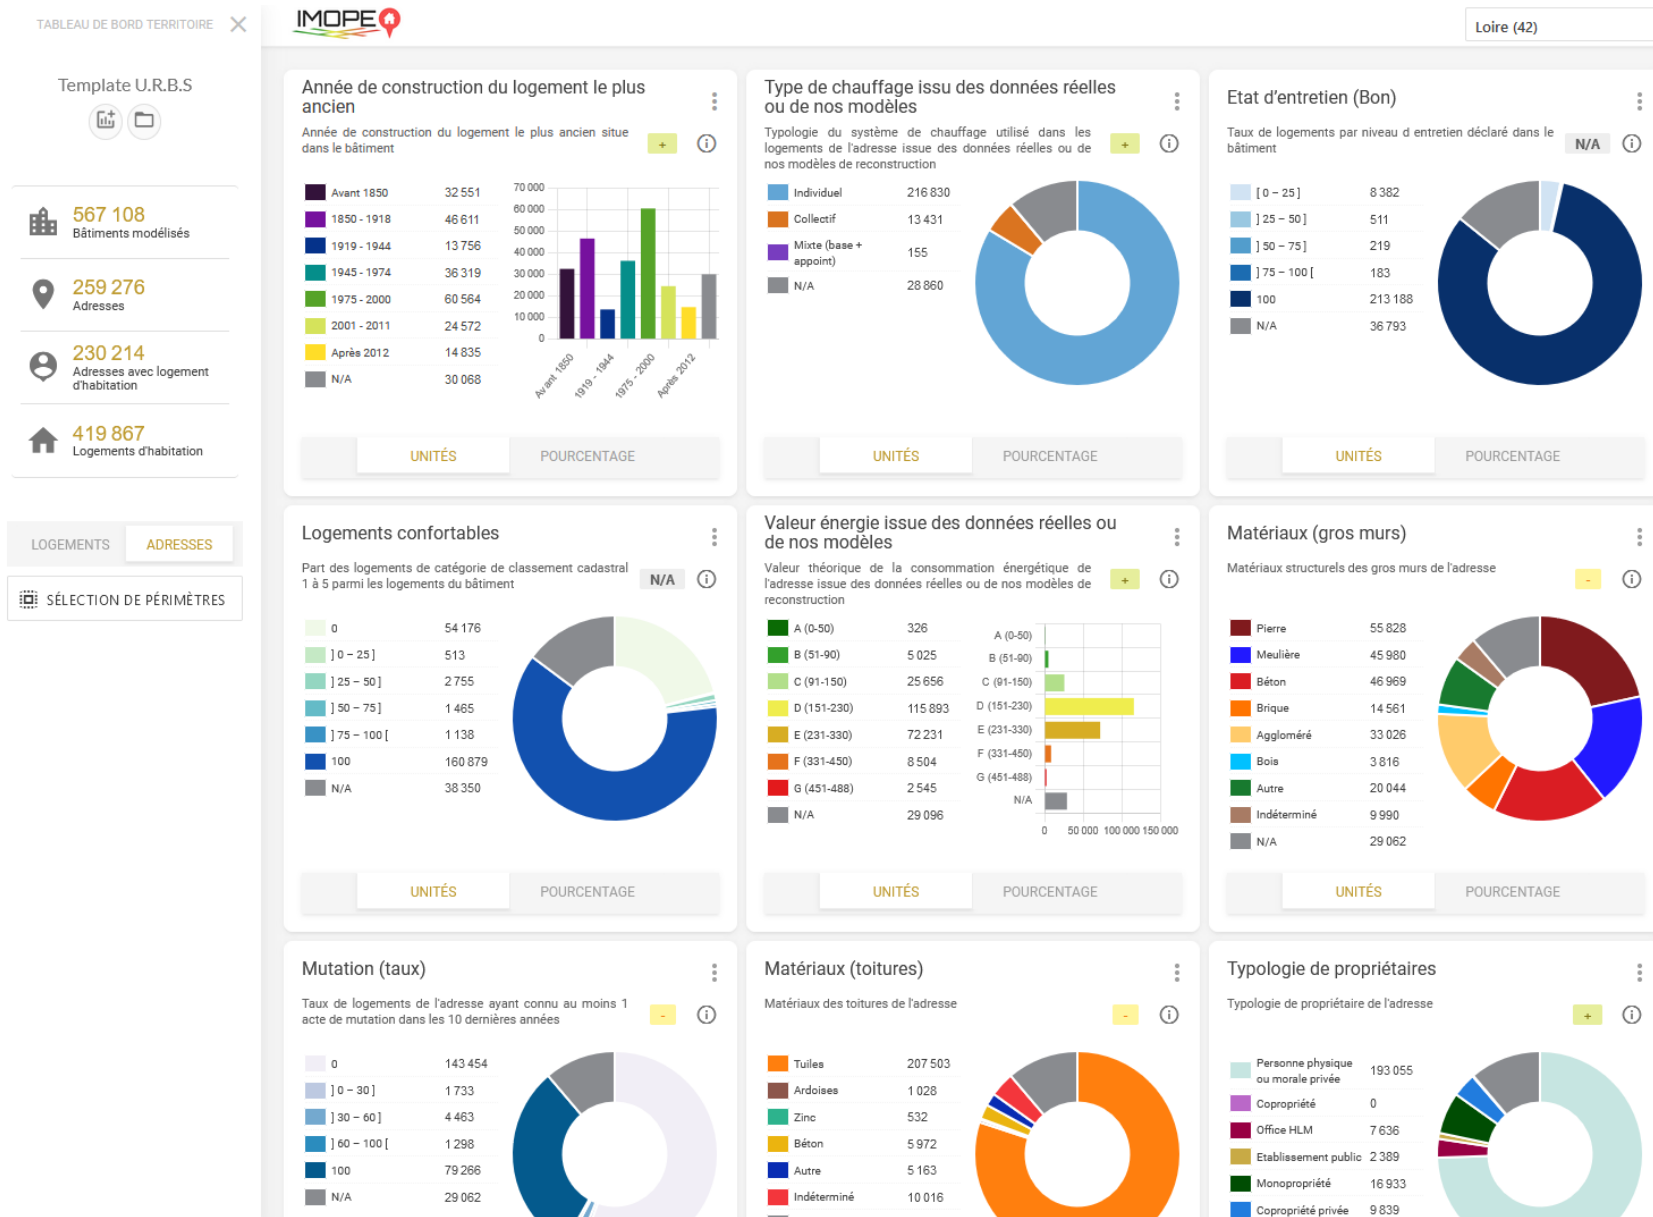 TABLEAU DE BORD TERRITOIRE
IMOPE
Loire (42)
Template U.R.B.S
567 108
Bâtiments modélisés
259 276
Adresses
230 214
Adresses avec logement
d'habitation
419 867
Logements d'habitation
LOGEMENTS
ADRESSES
SÉLECTION DE PÉRIMÈTRES
Année de construction du logement le plus
ancien
Année de construction du logement le plus ancien situe
dans le bâtiment
+
Avant 1850 32 551
1850 - 1918 46 611
1919 - 1944 13 756
1945 - 1974 36 319
1975 - 2000 60 564
2001 - 2011 24 572
Après 2012 14 835
N/A 30 068
70 000
60 000
50 000
40 000
30 000
20 000
10 000
0
Avant 1850
1919 - 1944
1975 - 2000
Après 2012
UNITÉS
POURCENTAGE
Type de chauffage issu des données réelles
ou de nos modèles
Typologie du système de chauffage utilisé dans les
logements de l'adresse issue des données réelles ou de
nos modèles de reconstruction
+
Individuel 216 830
Collectif 13 431
Mixte (base +
appoint) 155
N/A 28 860
UNITÉS
POURCENTAGE
Etat d'entretien (Bon)
Taux de logements par niveau d entretien déclaré dans le
bâtiment
N/A
[ 0 – 25 ] 8 382
] 25 – 50 ] 511
] 50 – 75 ] 219
] 75 – 100 [ 183
100 213 188
N/A 36 793
UNITÉS
POURCENTAGE
Logements confortables
Part des logements de catégorie de classement cadastral
1 à 5 parmi les logements du bâtiment
N/A
0 54 176
] 0 – 25 ] 513
] 25 – 50 ] 2 755
] 50 – 75 ] 1 465
] 75 – 100 [ 1 138
100 160 879
N/A 38 350
UNITÉS
POURCENTAGE
Valeur énergie issue des données réelles ou
de nos modèles
Valeur théorique de la consommation énergétique de
l'adresse issue des données réelles ou de nos modèles de
reconstruction
+
A (0-50) 326
B (51-90) 5 025
C (91-150) 25 656
D (151-230) 115 893
E (231-330) 72 231
F (331-450) 8 504
G (451-488) 2 545
N/A 29 096
A (0-50)
B (51-90)
C (91-150)
D (151-230)
E (231-330)
F (331-450)
G (451-488)
N/A
0 50 000 100 000 150 000
UNITÉS
POURCENTAGE
Matériaux (gros murs)
Matériaux structurels des gros murs de l'adresse
-
Pierre 55 828
Meulière 45 980
Béton 46 969
Brique 14 561
Aggloméré 33 026
Bois 3 816
Autre 20 044
Indéterminé 9 990
N/A 29 062
UNITÉS
POURCENTAGE
Mutation (taux)
Taux de logements de l'adresse ayant connu au moins 1
acte de mutation dans les 10 dernières années
-
0 143 454
] 0 – 30 ] 1 733
] 30 – 60 ] 4 463
] 60 – 100 [ 1 298
100 79 266
N/A 29 062
Matériaux (toitures)
Matériaux des toitures de l'adresse
-
Tuiles 207 503
Ardoises 1 028
Zinc 532
Béton 5 972
Autre 5 163
Indéterminé 10 016
Typologie de propriétaires
Typologie de propriétaire de l'adresse
+
Personne physique
ou morale privée 193 055
Copropriété 0
Office HLM 7 636
Etablissement public 2 389
Monopropriété 16 933
Copropriété privée 9 839